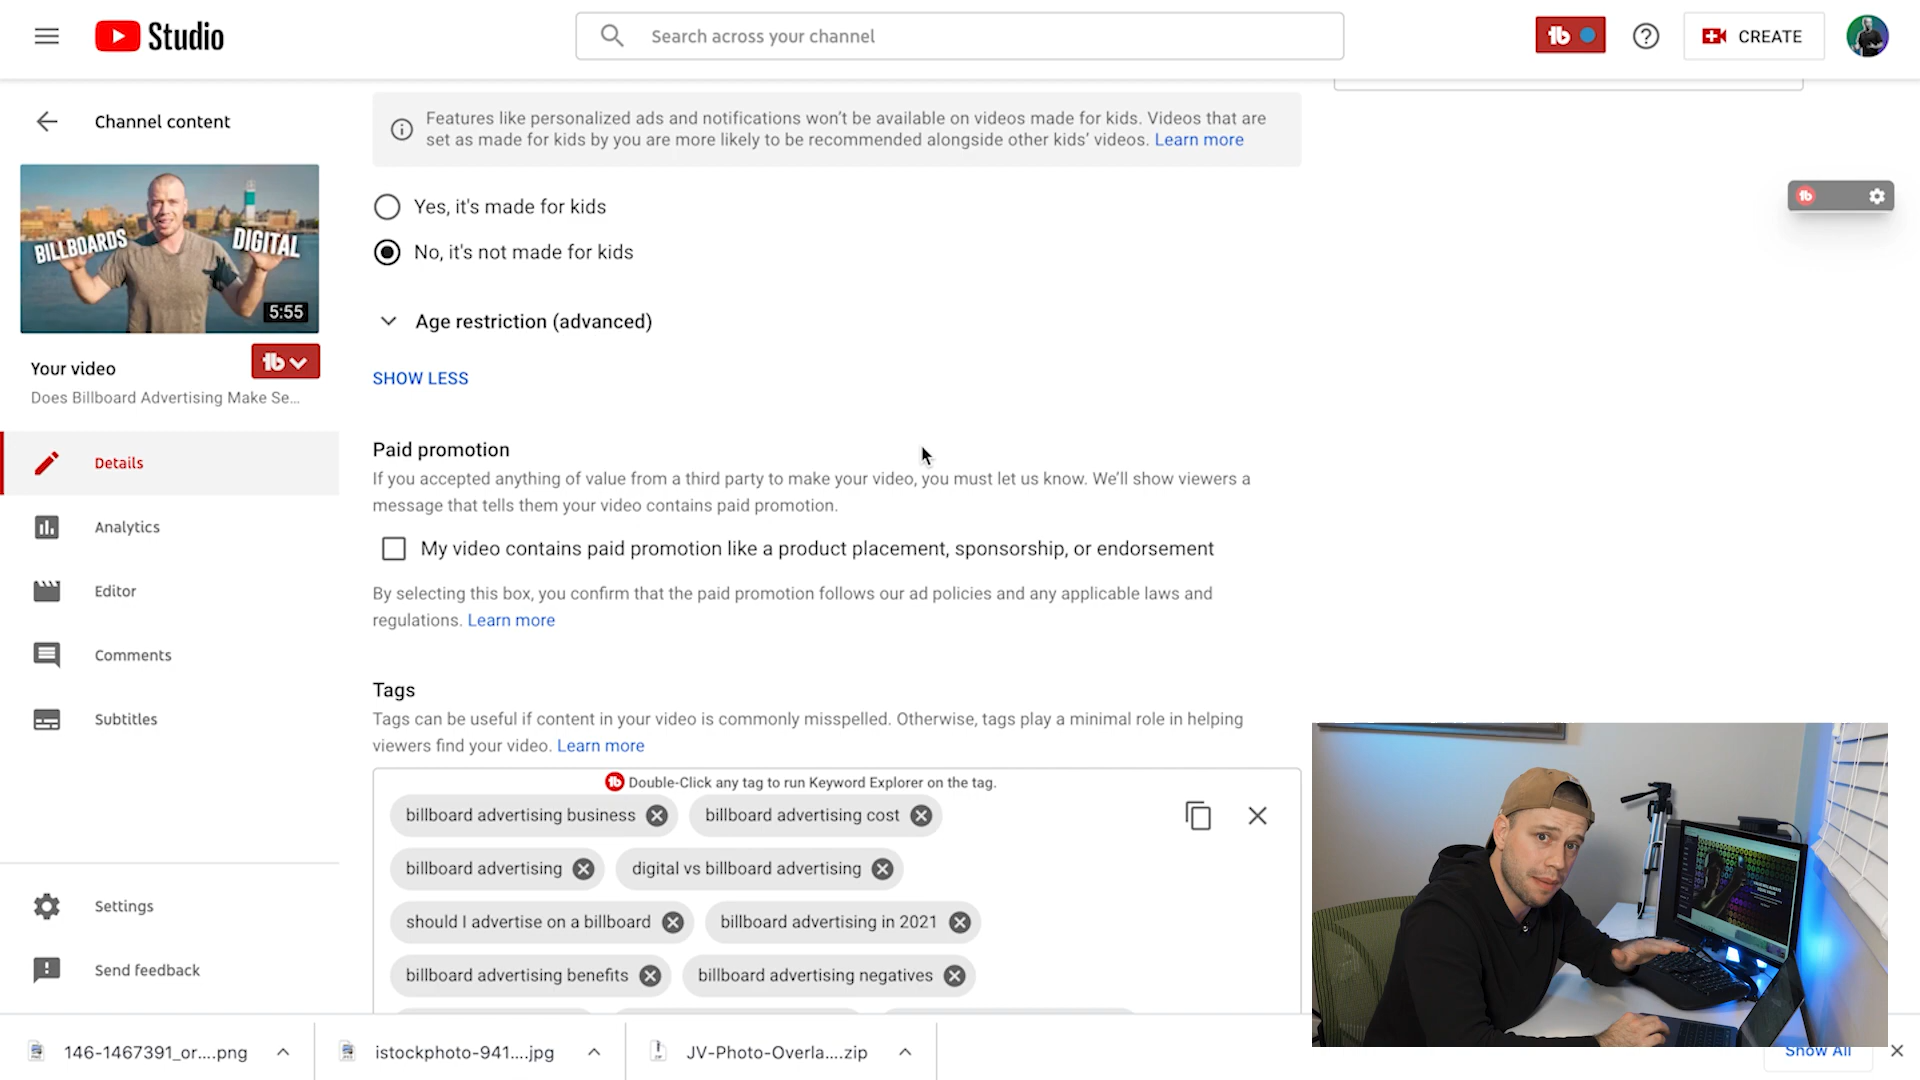 Studio
Search across your channel
CREATE
Channel content
Features like personalized ads and notifications won't be available on videos made for kids. Videos that are
set as made for kids by you are more likely to be recommended alongside other kids' videos. Learn more
Yes, it's made for kids
No, it's not made for kids
BILLBOARDS
DIGITAL
5:55
Age restriction (advanced)
Your video
Does Billboard Advertising Make Se...
SHOW LESS
Details
Analytics
Editor
Comments
Subtitles
Settings
Send feedback
Paid promotion
If you accepted anything of value from a third party to make your video, you must let us know. We'll show viewers a
message that tells them your video contains paid promotion.
My video contains paid promotion like a product placement, sponsorship, or endorsement
By selecting this box, you confirm that the paid promotion follows our ad policies and any applicable laws and
regulations. Learn more
Tags
Tags can be useful if content in your video is commonly misspelled. Otherwise, tags play a minimal role in helping
viewers find your video. Learn more
Double-Click any tag to run Keyword Explorer on the tag.
billboard advertising business
billboard advertising cost
billboard advertising
digital vs billboard advertising
should I advertise on a billboard
billboard advertising in 2021
billboard advertising benefits
billboard advertising negatives
146-1467391_or....png
istockphoto-941....jpg
JV-Photo-Overla....zip
Show All